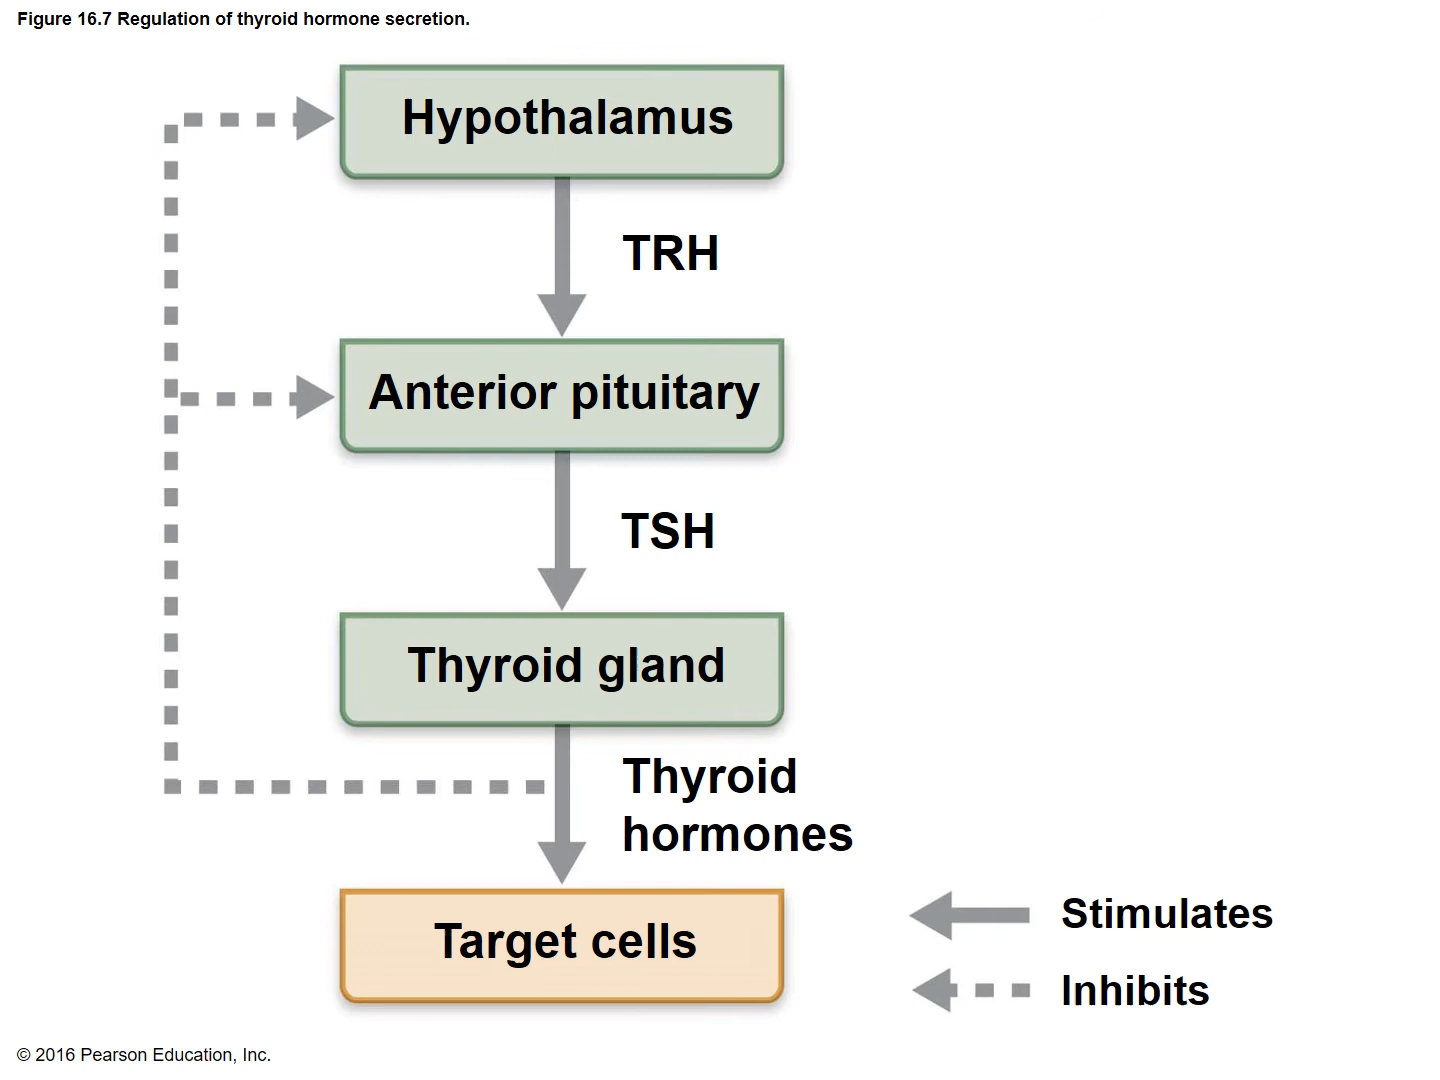 Figure 16.7 Regulation of thyroid hormone secretion.
Hypothalamus
TRH
Anterior pituitary
TSH
Thyroid gland
Thyroid
hormones
Target cells
Stimulates
Inhibits
© 2016 Pearson Education, Inc.